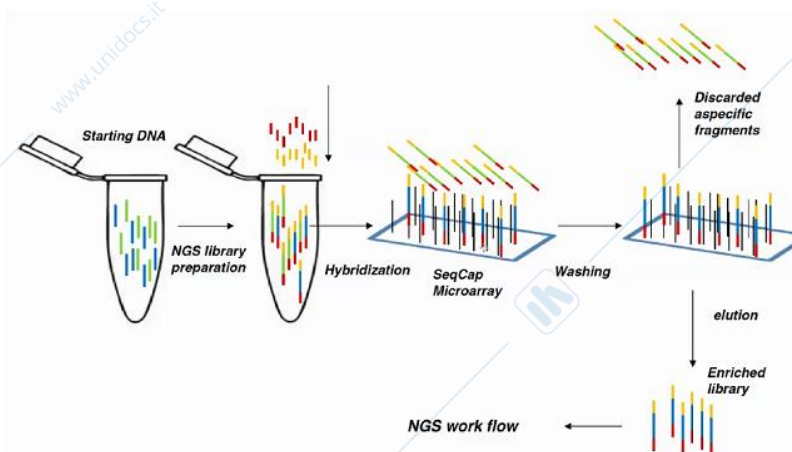 www.unidocs.it
Starting DNA
NGS library
preparation
Hybridization
SeqCap
Microarray
Washing
Discarded
aspecific
fragments
elution
Enriched
library
NGS work flow